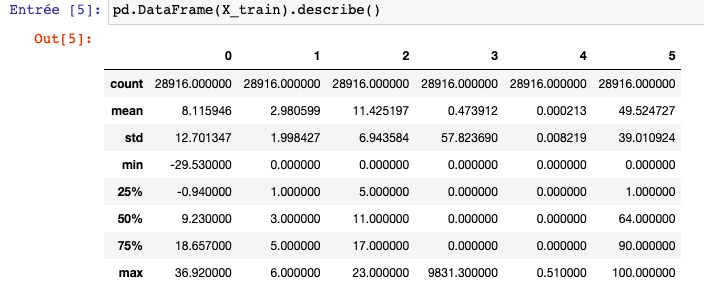 Entrée [5]: pd.DataFrame(X_train).describe()
Out[5]:
0 1 2 3 4 5
count 28916.000000 28916.000000 28916.000000 28916.000000 28916.000000 28916.000000
mean 8.115946 2.980599 11.425197 0.473912 0.000213 49.524727
std 12.701347 1.998427 6.943584 57.823690 0.008219 39.010924
min -29.530000 0.000000 0.000000 0.000000 0.000000 0.000000
25% -0.940000 1.000000 5.000000 0.000000 0.000000 1.000000
50% 9.230000 3.000000 11.000000 0.000000 0.000000 64.000000
75% 18.657000 5.000000 17.000000 0.000000 0.000000 90.000000
max 36.920000 6.000000 23.000000 9831.300000 0.510000 100.000000